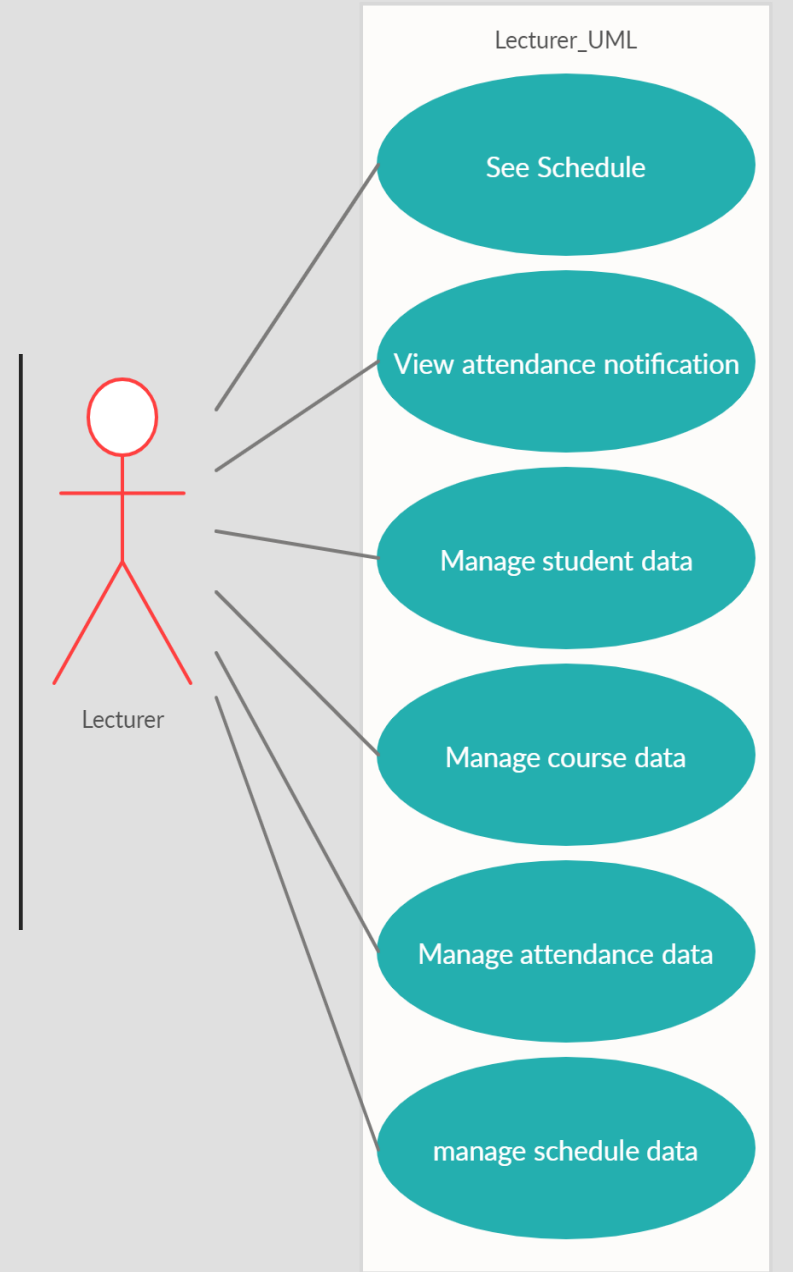 Lecturer_UML
See Schedule
View attendance notification
Manage student data
Manage course data
Lecturer
Manage attendance data
manage schedule data